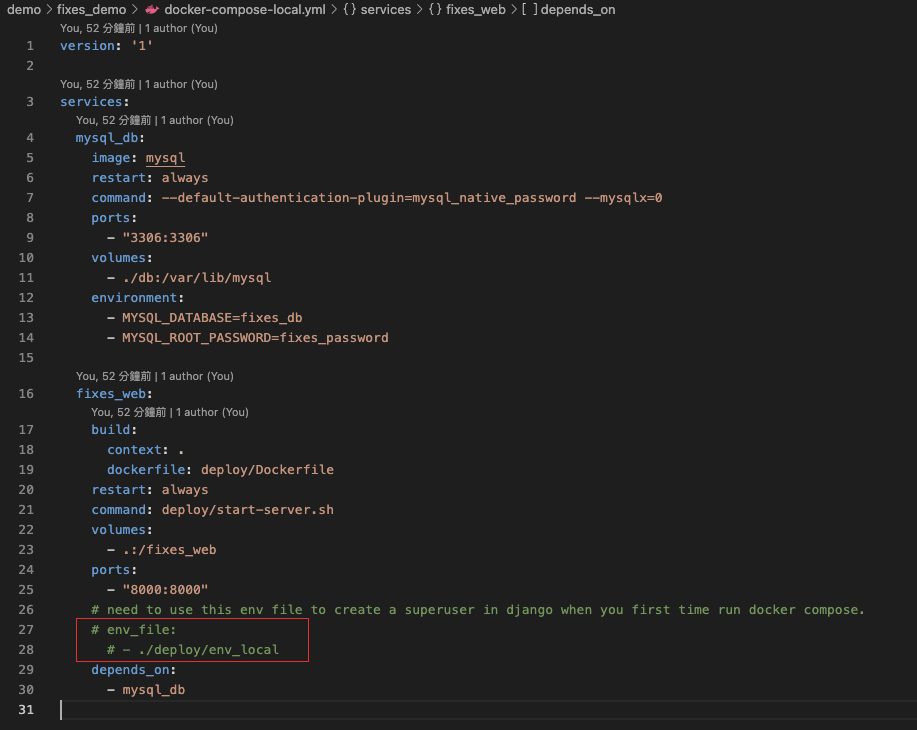 demo > fixes_demo > docker-compose-local.yml > {} services > {} fixes_web > [ ] depends_on
You, 52 分鐘前 | 1 author (You)
1 version: '1'
2
You, 52 分鐘前 | 1 author (You)
3 services:
You, 52 分鐘前 | 1 author (You)
4 mysql_db:
5 image: mysql
6 restart: always
7 command: --default-authentication-plugin=mysql_native_password --mysqlx=0
8 ports:
9 - "3306:3306"
10 volumes:
11 - ./db:/var/lib/mysql
12 environment:
13 - MYSQL_DATABASE=fixes_db
14 - MYSQL_ROOT_PASSWORD=fixes_password
15
You, 52 分鐘前 | 1 author (You)
16 fixes_web:
You, 52 分鐘前 | 1 author (You)
17 build:
18 context: .
19 dockerfile: deploy/Dockerfile
20 restart: always
21 command: deploy/start-server.sh
22 volumes:
23 - .:/fixes_web
24 ports:
25 - "8000:8000"
26 # need to use this env file to create a superuser in django when you first time run docker compose.
27 # env_file:
28 # - ./deploy/env_local
29 depends_on:
30 - mysql_db
31